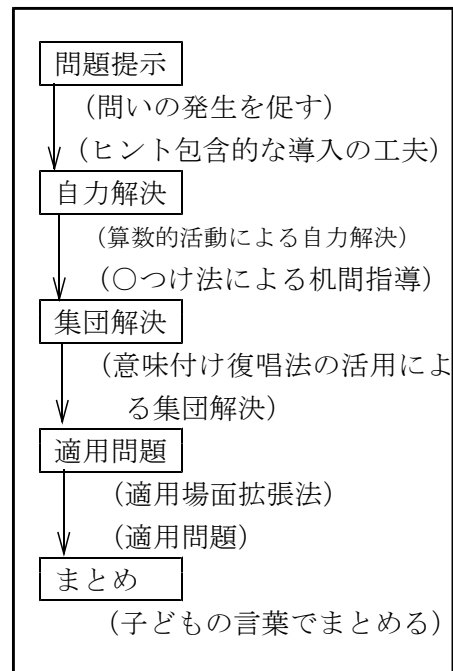 問題提示
（問いの発生を促す）
（ヒント包含的な導入の工夫）
自力解決
（算数的活動による自力解決）
（○つけ法による机間指導）
集団解決
（意味付け復唱法の活用によ
る集団解決）
適用問題
（適用場面拡張法）
（適用問題）
まとめ
（子どもの言葉でまとめる）